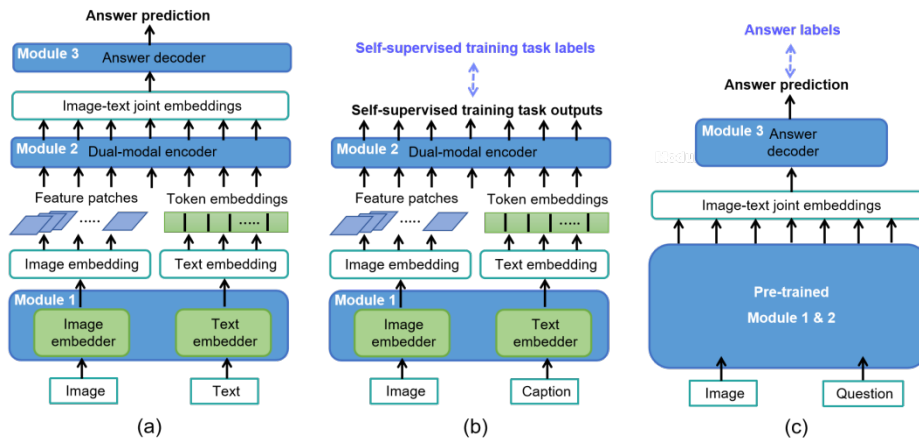 Answer prediction
Module 3
Answer decoder
Image-text joint embeddings
Module 2
Dual-modal encoder
Feature patches
Token embeddings
.....
.....
Image embedding
Text embedding
Module 1
Image
embedder
Text
embedder
Image
Text
(a)
Self-supervised training task labels
Self-supervised training task outputs
Module 2
Dual-modal encoder
Feature patches
Token embeddings
.....
.....
Image embedding
Text embedding
Module 1
Image
embedder
Text
embedder
Image
Caption
(b)
Answer labels
Answer prediction
Module 3
Answer
decoder
Image-text joint embeddings
Pre-trained
Module 1 & 2
Image
Question
(c)